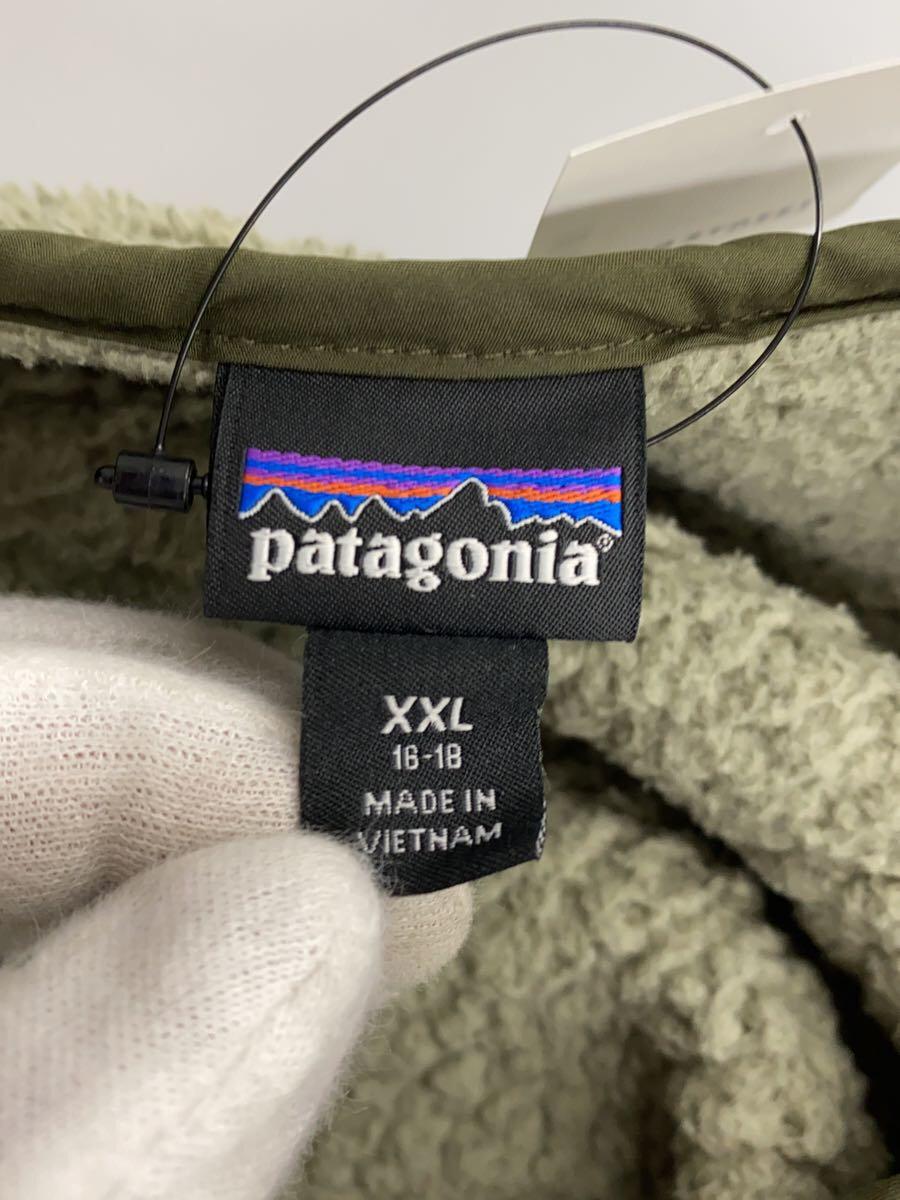 patagonia®
XXL
16-18
MADE IN
VIETNAM